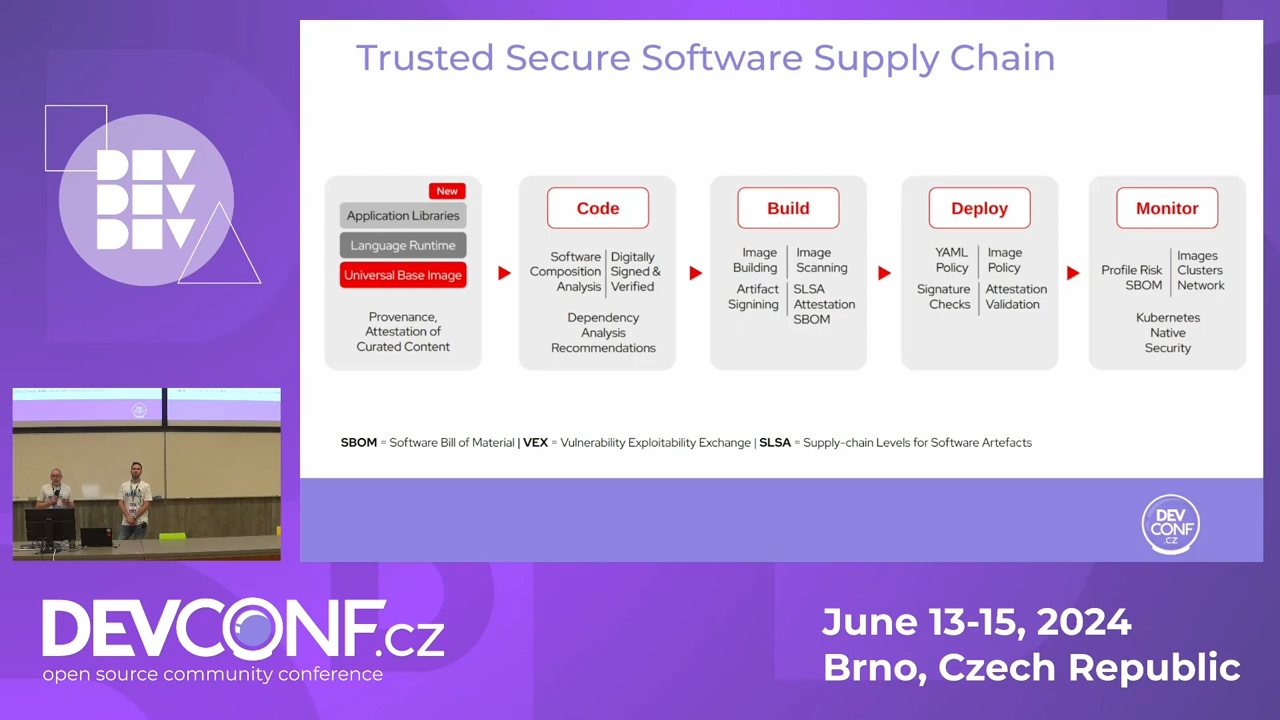 Trusted Secure Software Supply Chain
DEV
DEV
DEV
New
Application Libraries
Language Runtime
Universal Base Image
Provenance,
Attestation of
Curated Content
Code
Software
Composition
Analysis
Digitally
Signed &
Verified
Dependency
Analysis
Recommendations
Build
Image
Building
Image
Scanning
Artifact
Signining
SLSA
Attestation
SBOM
Deploy
YAML
Policy
Image
Policy
Signature
Checks
Attestation
Validation
Monitor
Profile Risk
SBOM
Images
Clusters
Network
Kubernetes
Native
Security
SBOM = Software Bill of Material | VEX = Vulnerability Exploitability Exchange | SLSA = Supply-chain Levels for Software Artefacts
DEV
CONF
.CZ
DEVCONF.cz
open source community conference
June 13-15, 2024
Brno, Czech Republic